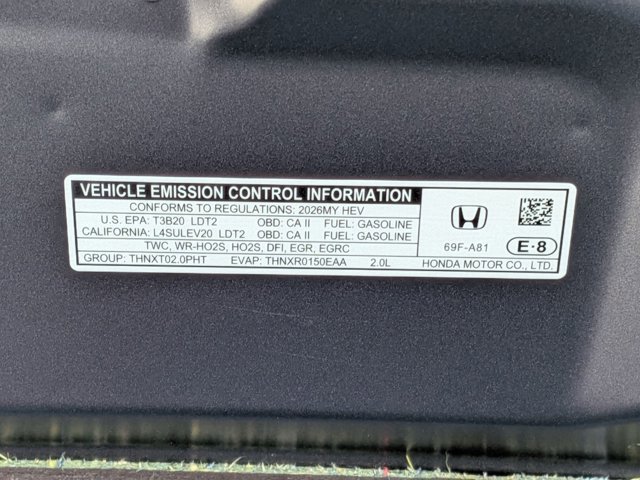 VEHICLE EMISSION CONTROL INFORMATION
CONFORMS TO REGULATIONS: 2026MY HEV
U.S. EPA: T3B20 LDT2 OBD: CA II FUEL: GASOLINE
CALIFORNIA: L4SULEV20 LDT2 OBD: CA II FUEL: GASOLINE
TWC, WR-HO2S, HO2S, DFI, EGR, EGRC
GROUP: THNXT02.0PHT EVAP: THNXR0150EAA 2.0L
69F-A81
E·8
HONDA MOTOR CO., LTD.